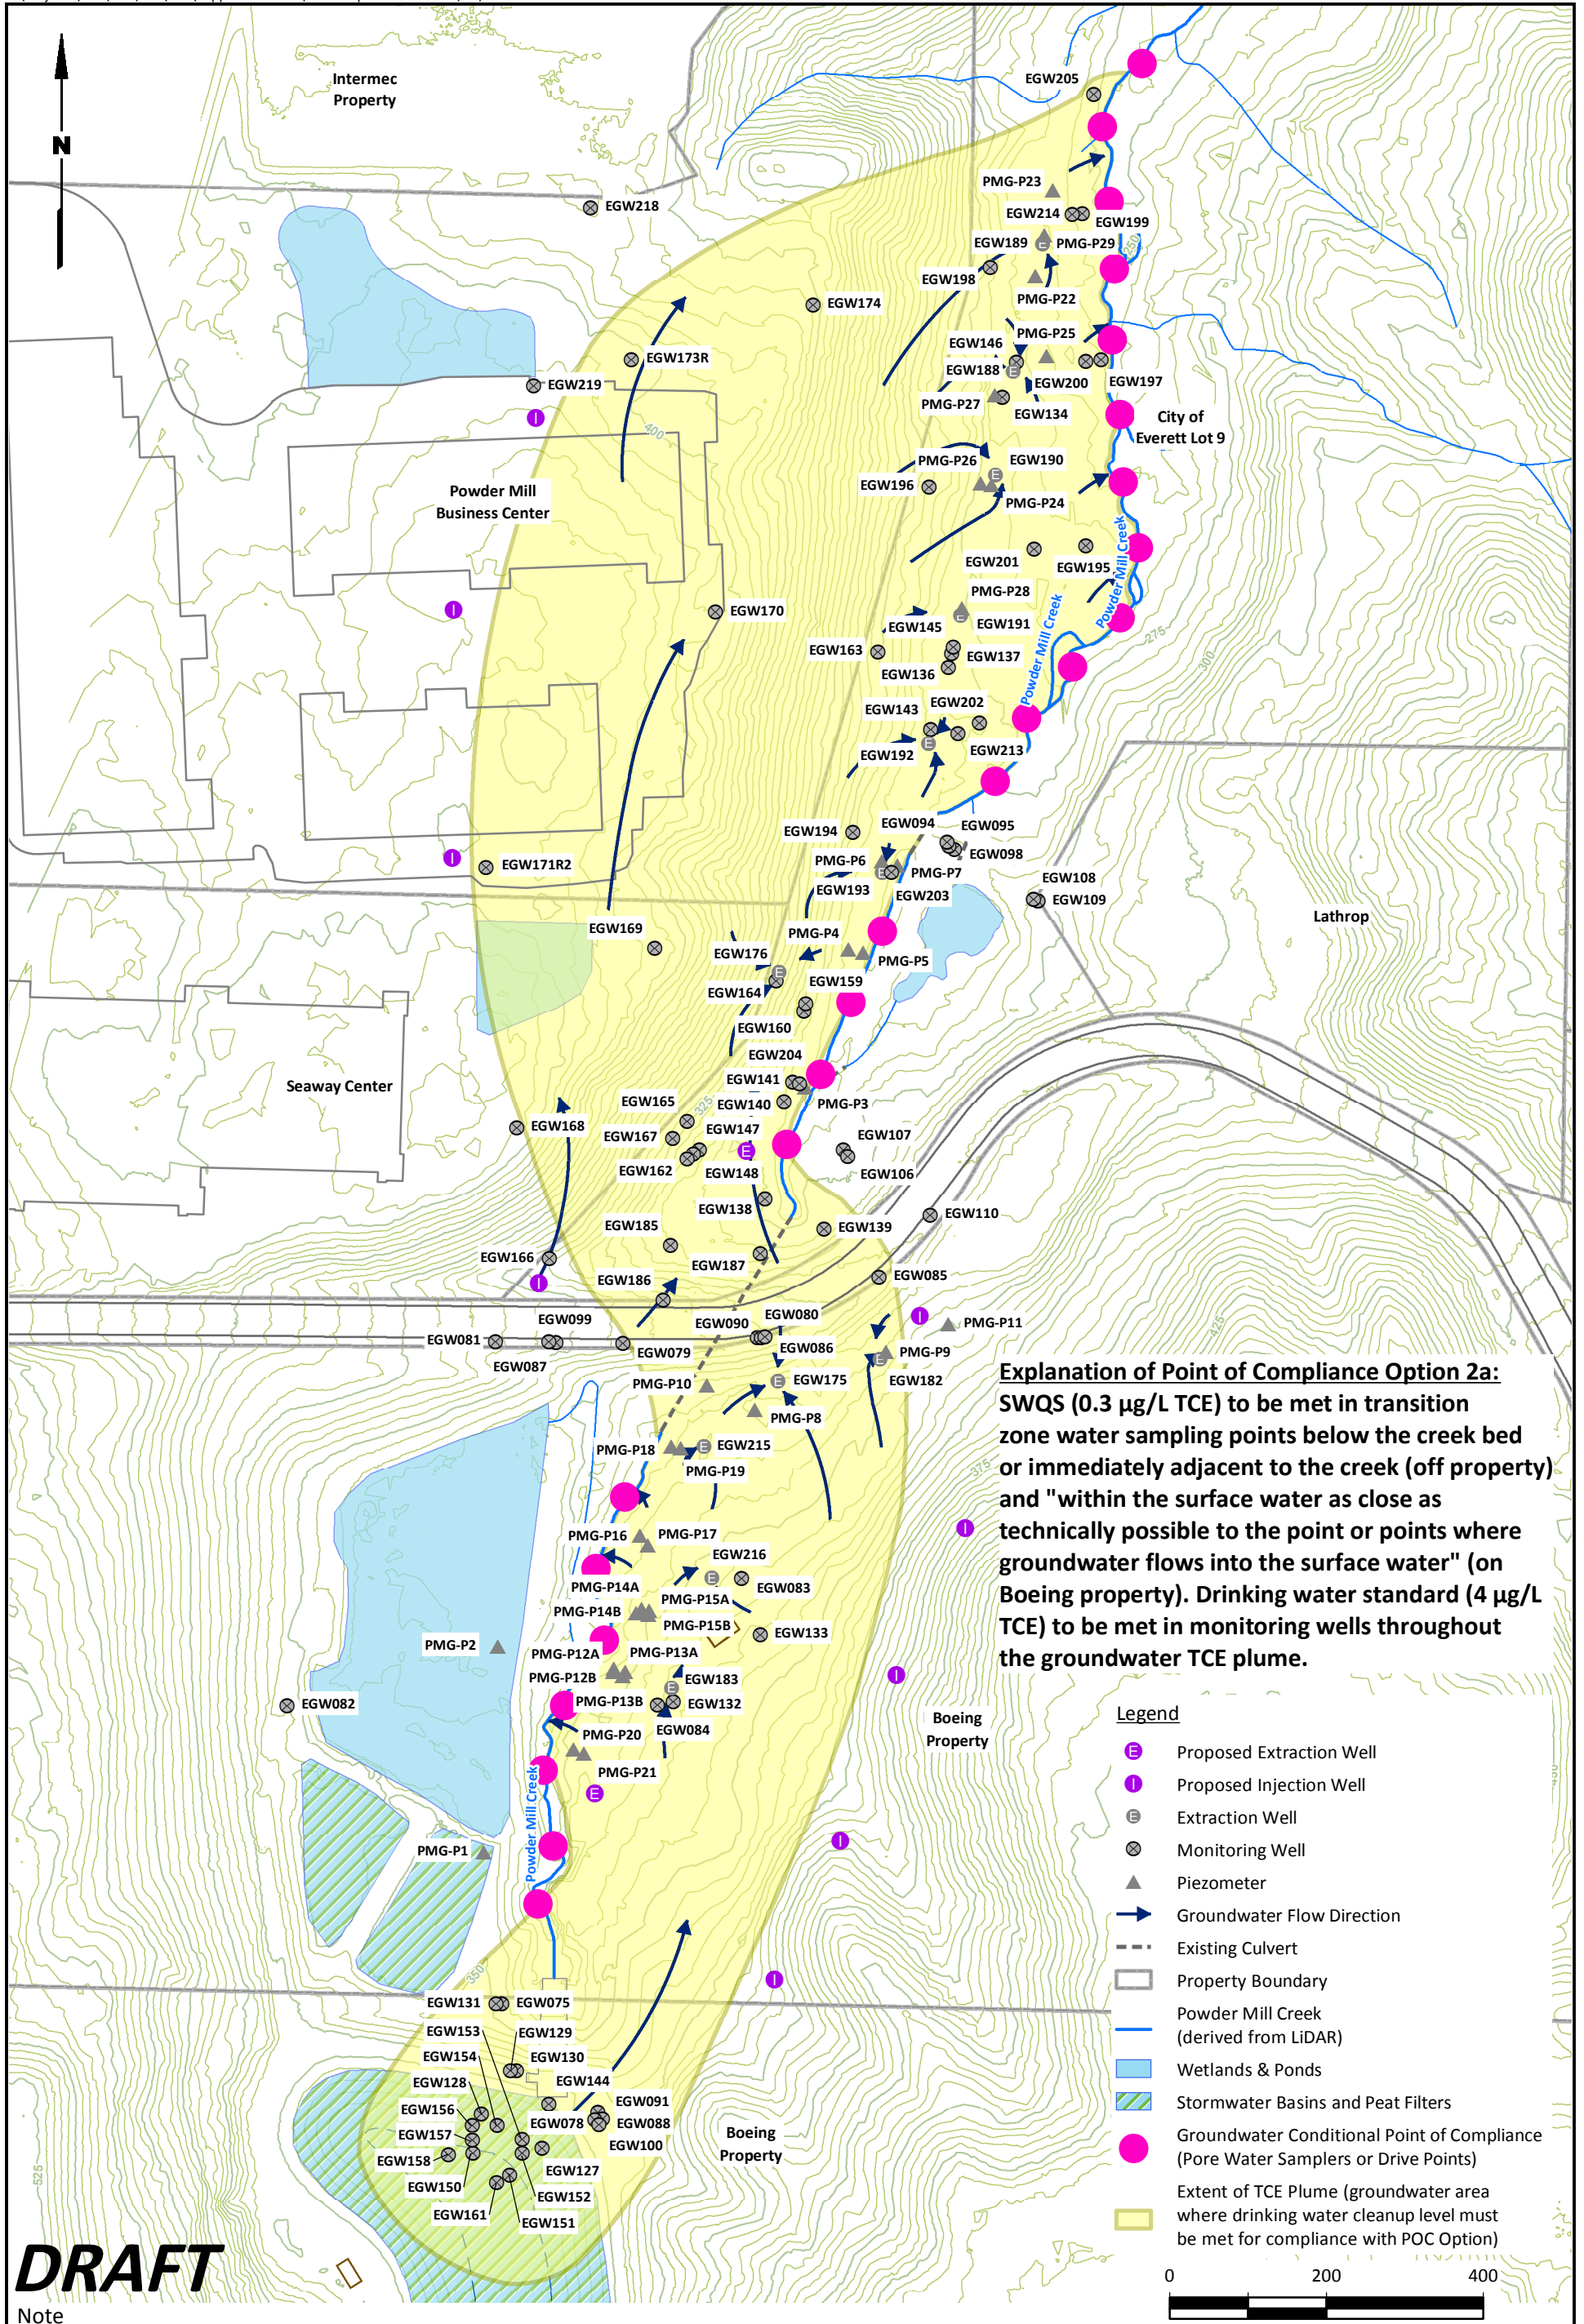 N
Intermec
Property
EGW205
EGW218
PMG-P23
EGW214
EGW199
EGW189
PMG-P29
250
EGW198
PMG-P22
EGW174
PMG-P25
EGW146
EGW173R
EGW188
EGW200
EGW197
EGW219
PMG-P27
EGW134
I
City of
Everett Lot 9
400
PMG-P26
EGW190
E
EGW196
Powder Mill
Business Center
PMG-P24
EGW201
EGW195
Powder Mill Creek
PMG-P28
I
EGW170
EGW145
EGW191
EGW163
EGW137
EGW136
Powder Mill Creek
275
300
EGW143
EGW202
EGW192
EGW213
EGW194
EGW094
EGW095
EGW098
I
EGW171R2
PMG-P6
PMG-P7
EGW193
EGW203
EGW108
EGW109
Lathrop
EGW169
PMG-P4
EGW176
PMG-P5
EGW164
EGW159
EGW160
EGW204
Seaway Center
EGW141
EGW165
325
EGW140
PMG-P3
EGW168
EGW167
EGW147
EGW107
E
EGW162
EGW148
EGW106
EGW138
EGW185
EGW139
EGW110
EGW166
EGW187
I
EGW186
EGW085
EGW099
EGW090
EGW080
I
PMG-P11
EGW081
EGW087
EGW079
EGW086
PMG-P9
EGW182
425
PMG-P10
EGW175
PMG-P8
Explanation of Point of Compliance Option 2a:
SWQS (0.3 µg/L TCE) to be met in transition
zone water sampling points below the creek bed
or immediately adjacent to the creek (off property)
and "within the surface water as close as
technically possible to the point or points where
groundwater flows into the surface water" (on
Boeing property). Drinking water standard (4 µg/L
TCE) to be met in monitoring wells throughout
the groundwater TCE plume.
PMG-P18
EGW215
PMG-P19
375
I
PMG-P16
PMG-P17
EGW216
PMG-P14A
EGW083
PMG-P15A
PMG-P14B
PMG-P15B
EGW133
PMG-P2
PMG-P12A
PMG-P13A
PMG-P12B
EGW183
I
EGW082
PMG-P13B
EGW132
EGW084
PMG-P20
Boeing
Property
PMG-P21
E
Powder Mill Creek
I
PMG-P1
350
I
EGW131
EGW075
EGW153
EGW129
EGW154
EGW130
EGW128
EGW144
EGW156
EGW091
EGW078
EGW088
EGW157
EGW100
EGW158
EGW127
EGW150
EGW152
EGW161
EGW151
Boeing
Property
525
450
Legend
E Proposed Extraction Well
I Proposed Injection Well
E Extraction Well
Monitoring Well
Piezometer
Groundwater Flow Direction
Existing Culvert
Property Boundary
Powder Mill Creek
(derived from LiDAR)
Wetlands & Ponds
Stormwater Basins and Peat Filters
Groundwater Conditional Point of Compliance
(Pore Water Samplers or Drive Points)
Extent of TCE Plume (groundwater area
where drinking water cleanup level must
be met for compliance with POC Option)
0 200 400
DRAFT
Note